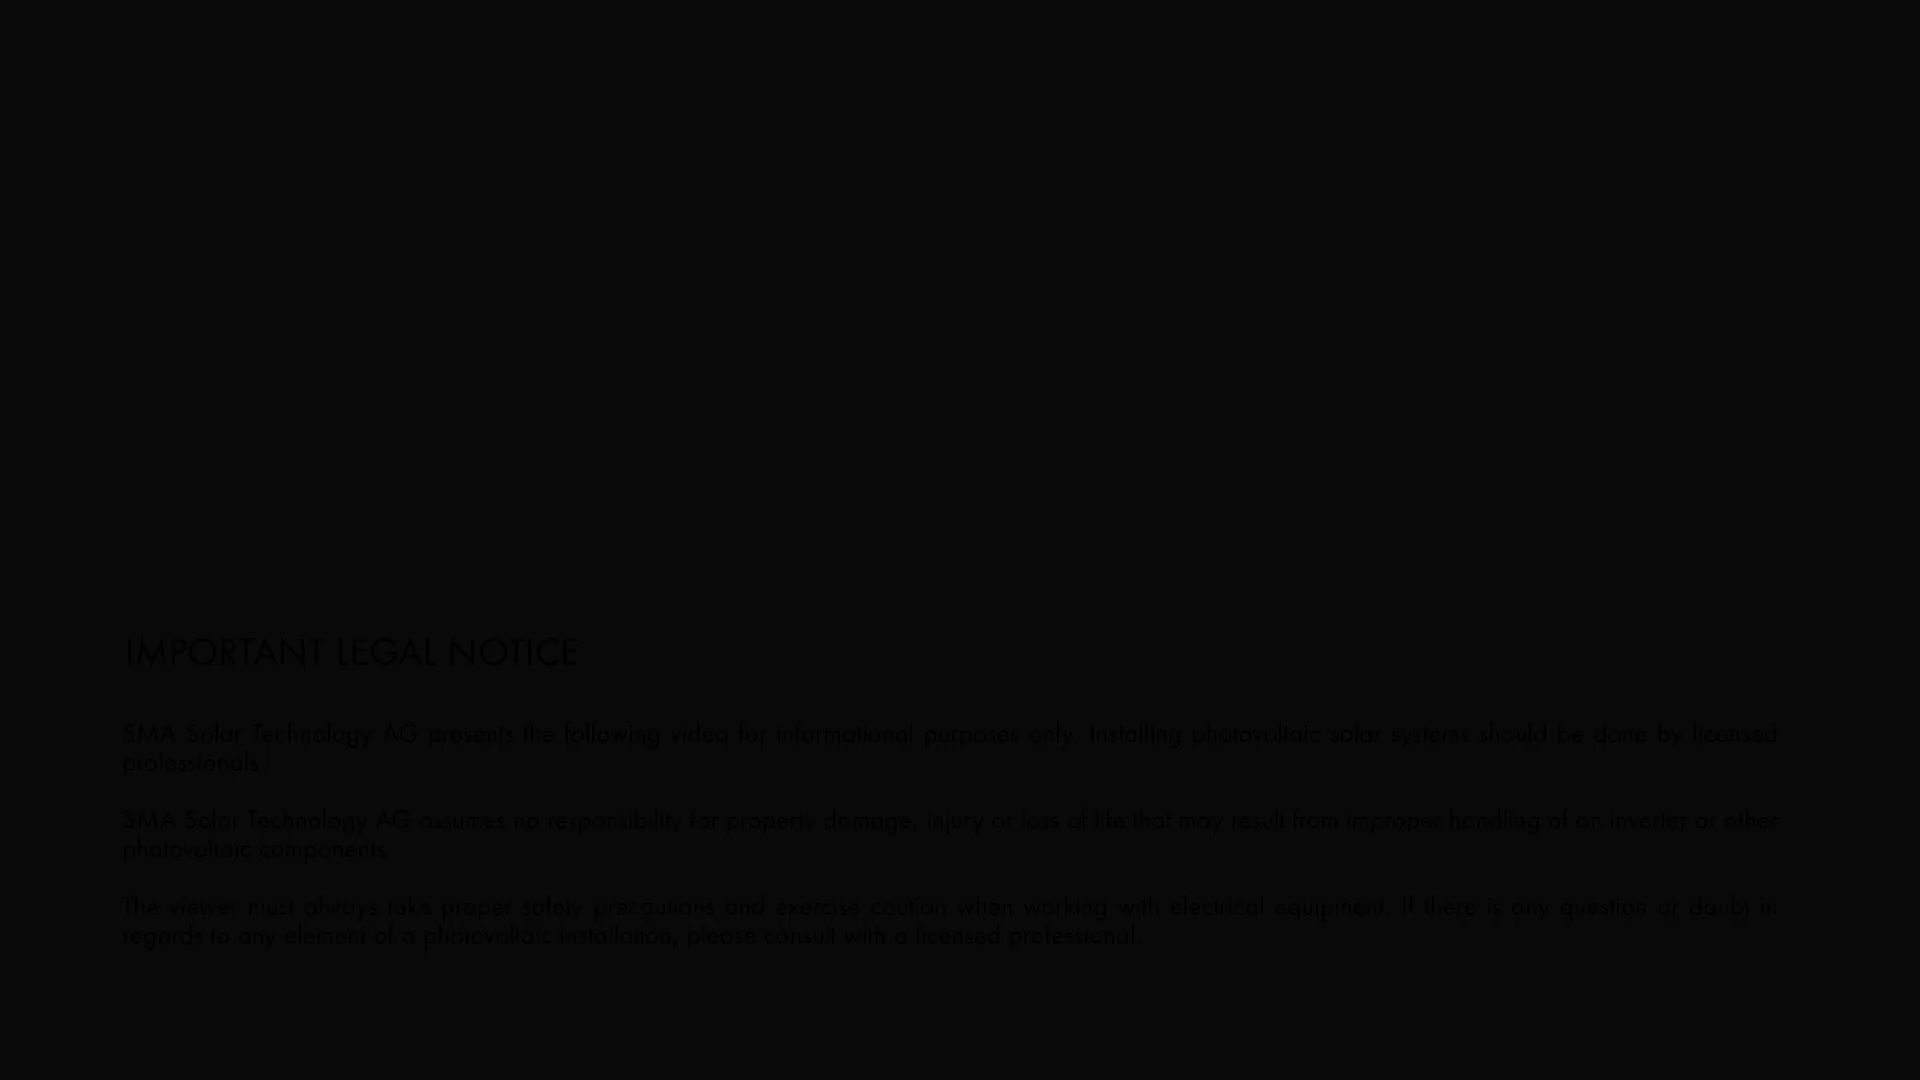 IMPORTANT LEGAL NOTICE
SMA Solar Technology AG presents the following video for informational purposes only. Installing photovoltaic solar systems should be done by licensed
professionals.
SMA Solar Technology AG assumes no responsibility for property damage, injury or loss of life that may result from improper handling of an inverter or other
photovoltaic components.
The viewer must always take proper safety precautions and exercise caution when working with electrical equipment. If there is any question or doubt in
regards to any element of a photovoltaic installation, please consult with a licensed professional.